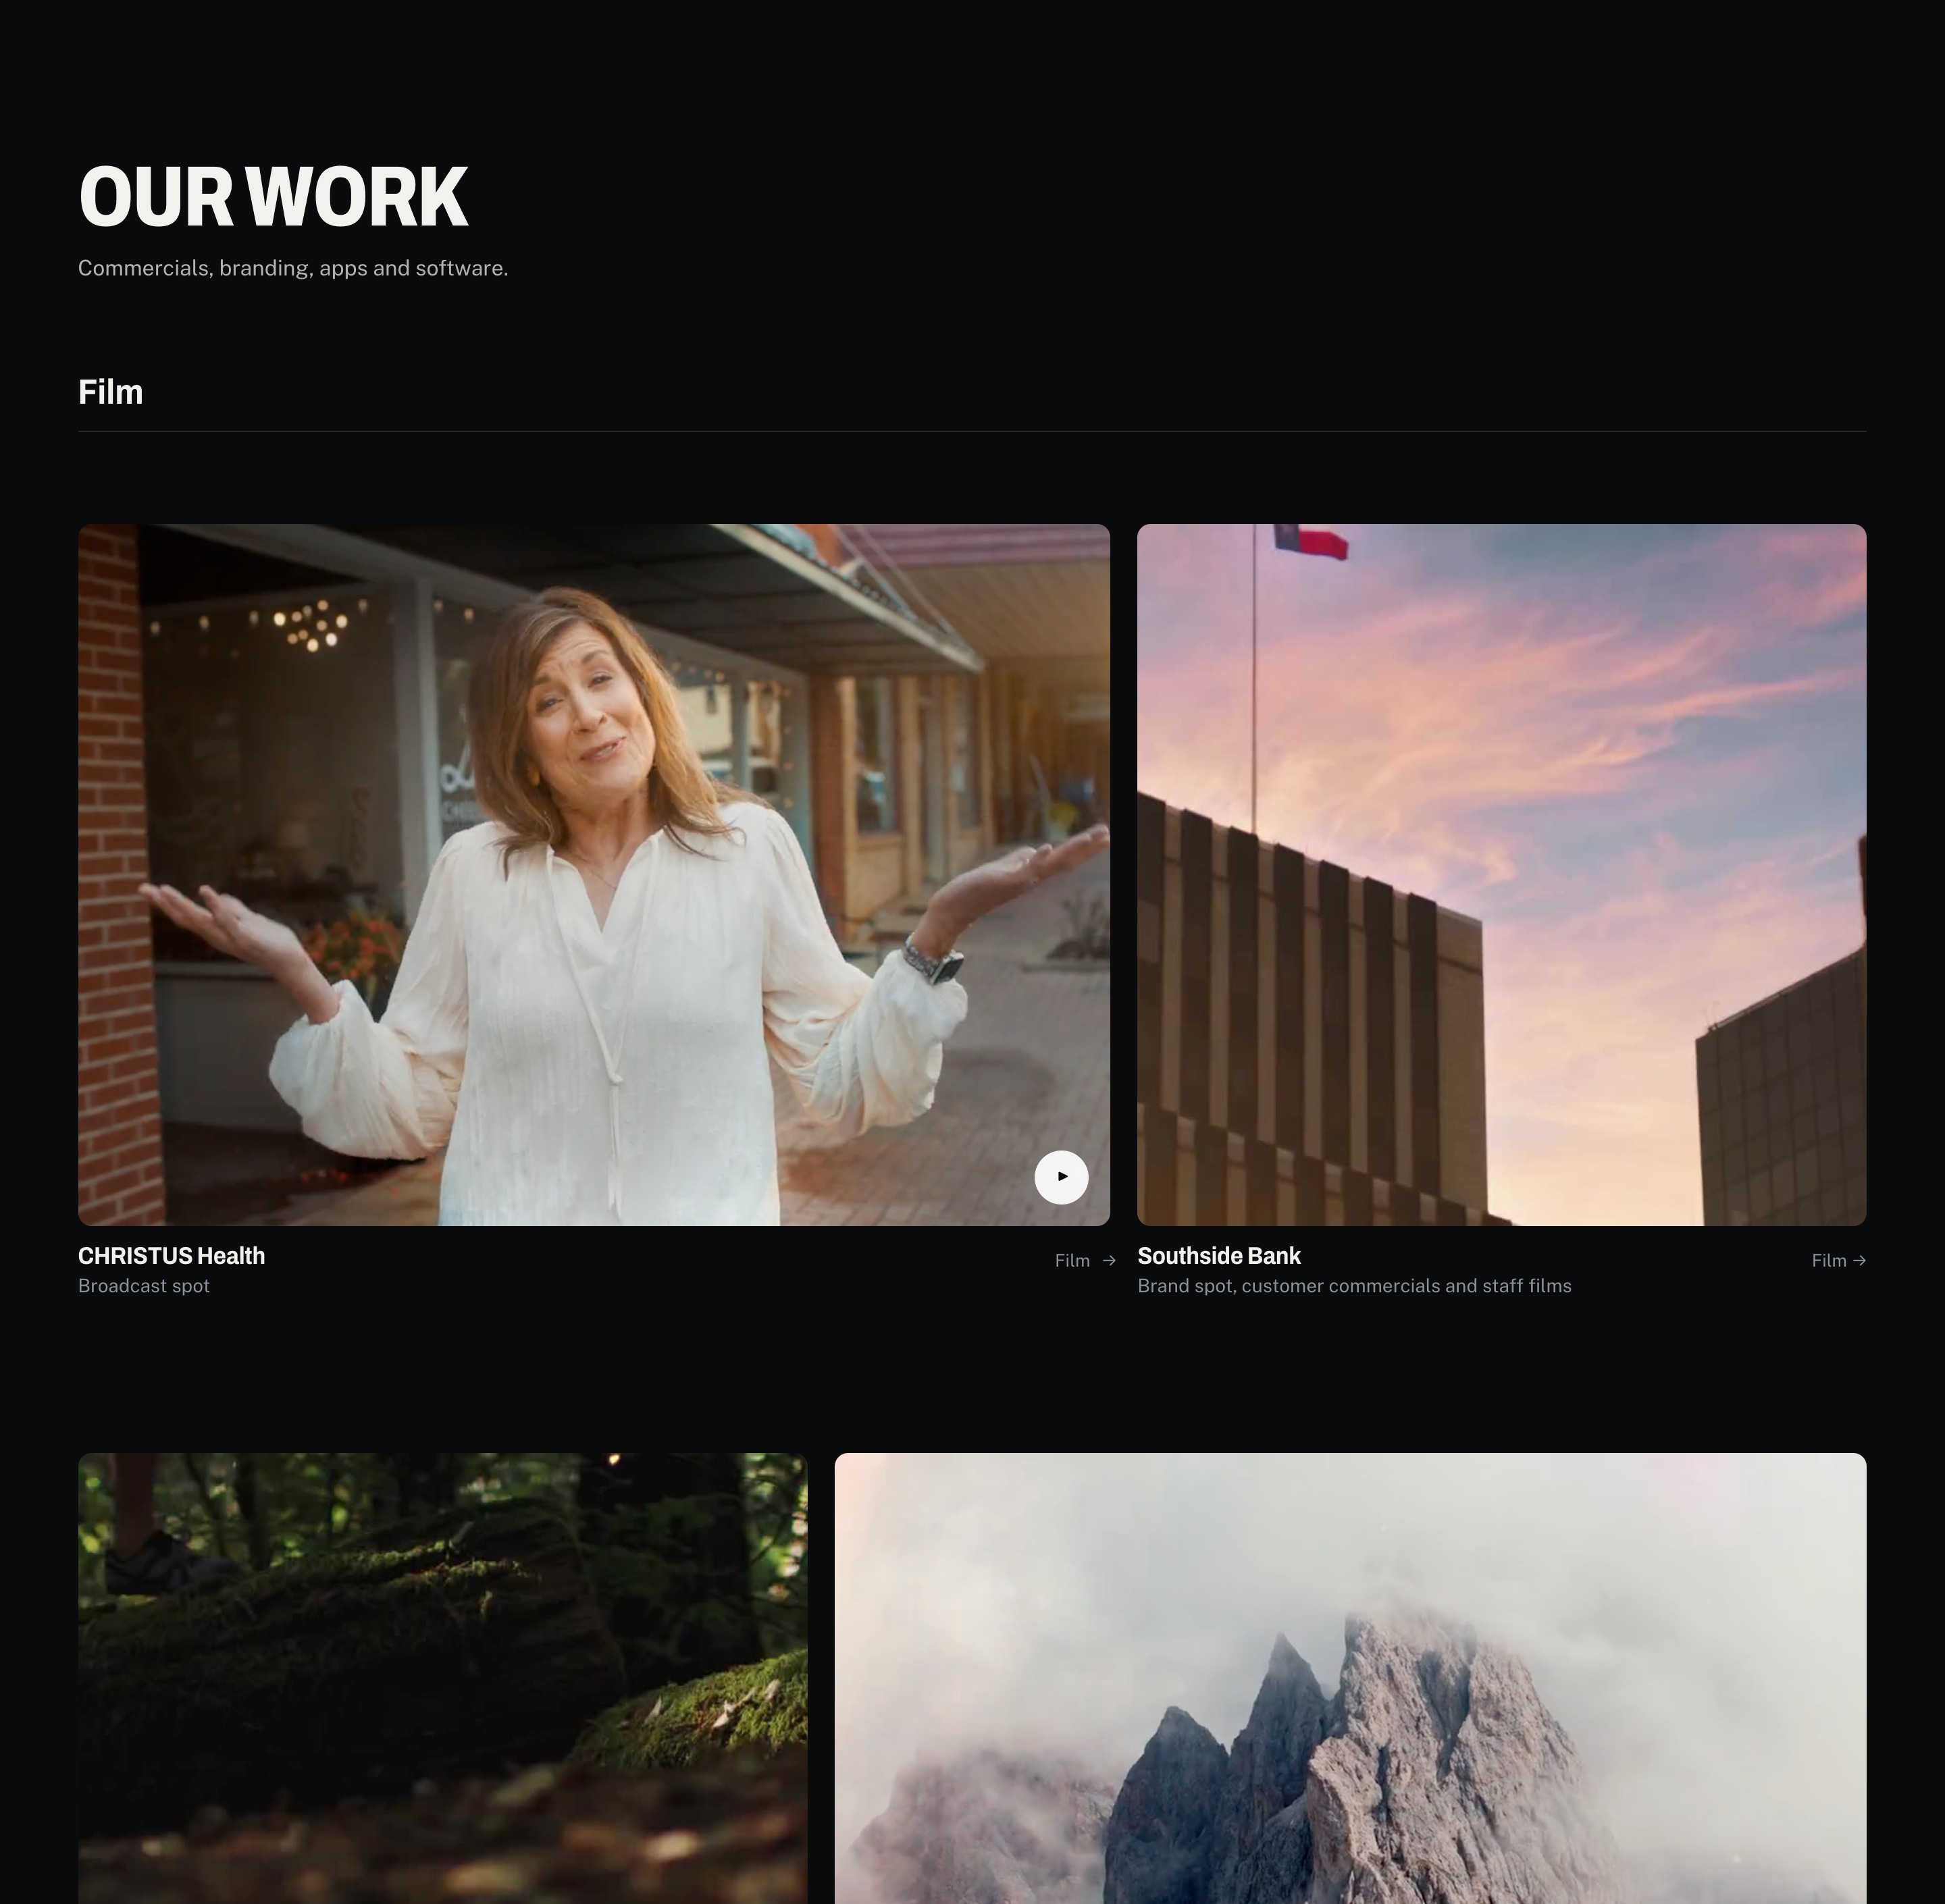 OUR WORK
Commercials, branding, apps and software.
Film
CHRISTUS Health
Film →
Broadcast spot
Southside Bank
Film →
Brand spot, customer commercials and staff films